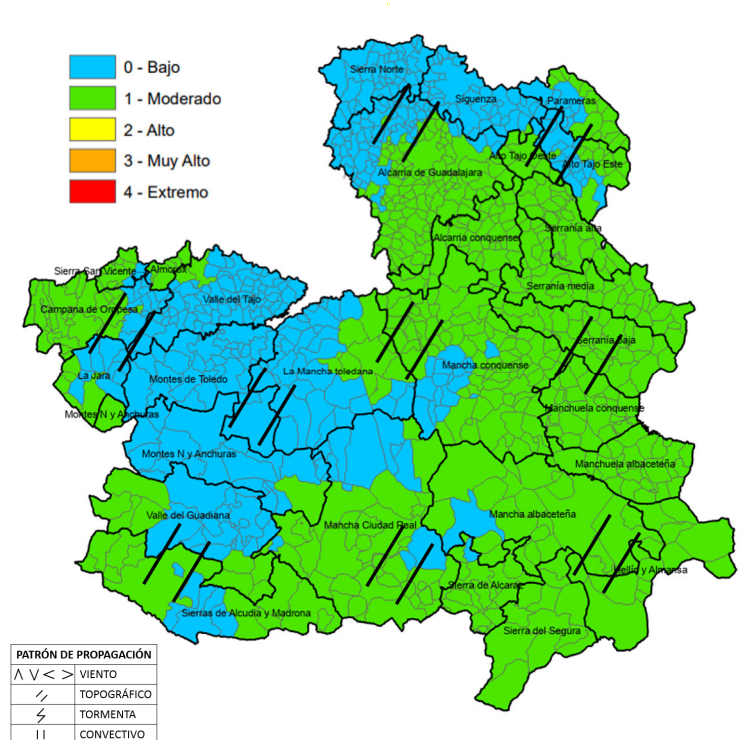 0 - Bajo
1 - Moderado
2 - Alto
3 - Muy Alto
4 - Extremo
Sierra Norte
Siguenza
Parameras
Alto Tajo Oeste
Alto Tajo Este
Alcarria de Guadalajara
Serranía alta
Alcarria conquense
Sierra San Vicente
Almorox
Serranía media
Valle del Tajo
Campana de Oropesa
Serranía Baja
Mancha conquense
La Mancha toledana
La Jara
Montes de Toledo
Manchuela conquense
Montes N y Anchuras
Montes N y Anchuras
Manchuela albaceteña
Valle del Guadiana
Mancha albaceteña
Mancha Ciudad Real
Hellín y Almansa
Sierra de Alcaraz
Sierras de Alcudia y Madrona
Sierra del Segura
PATRÓN DE PROPAGACIÓN
VIENTO
TOPOGRÁFICO
TORMENTA
CONVECTIVO